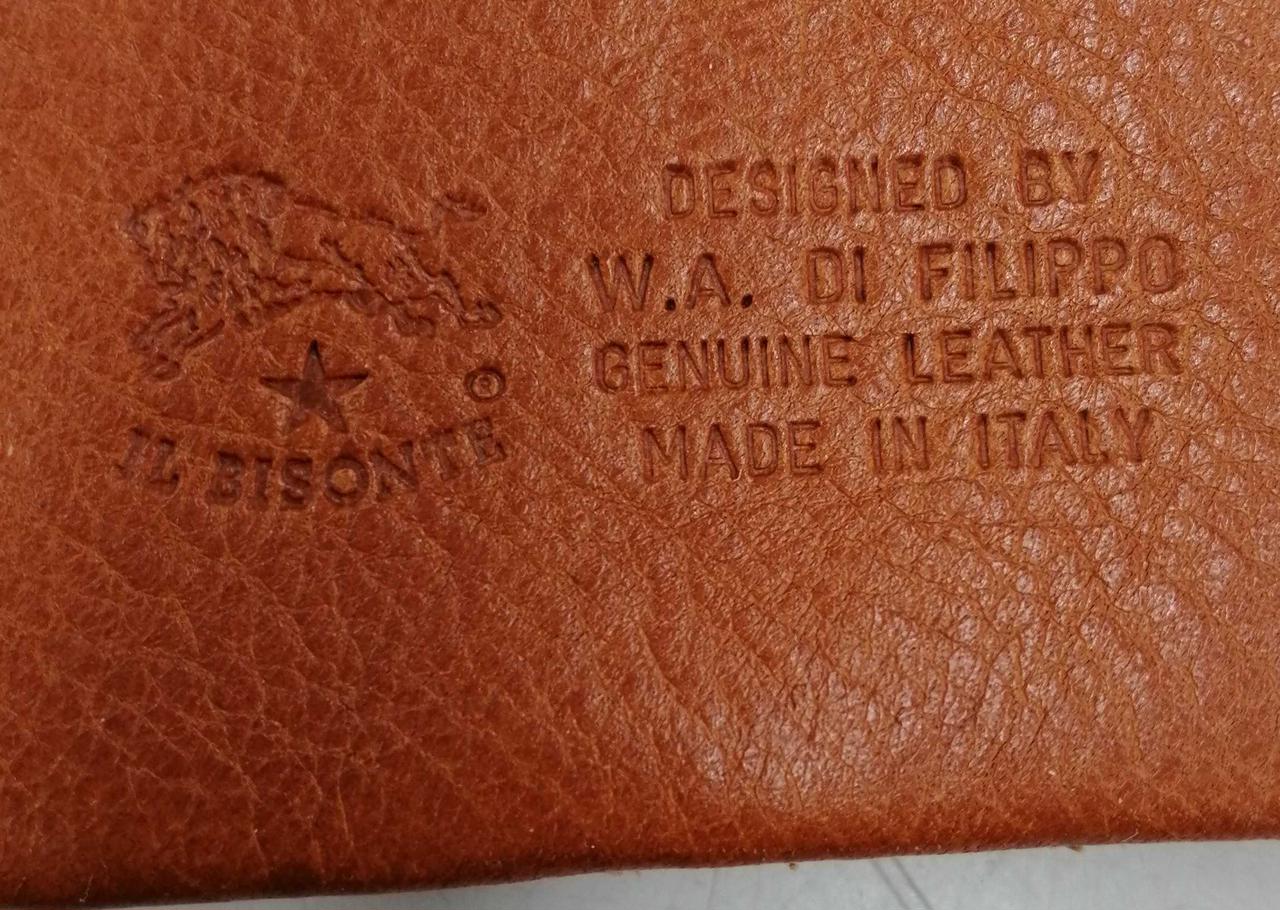 ©
IL BISONTE
DESIGNED BY
W.A. DI FILIPPO
GENUINE LEATHER
MADE IN ITALY